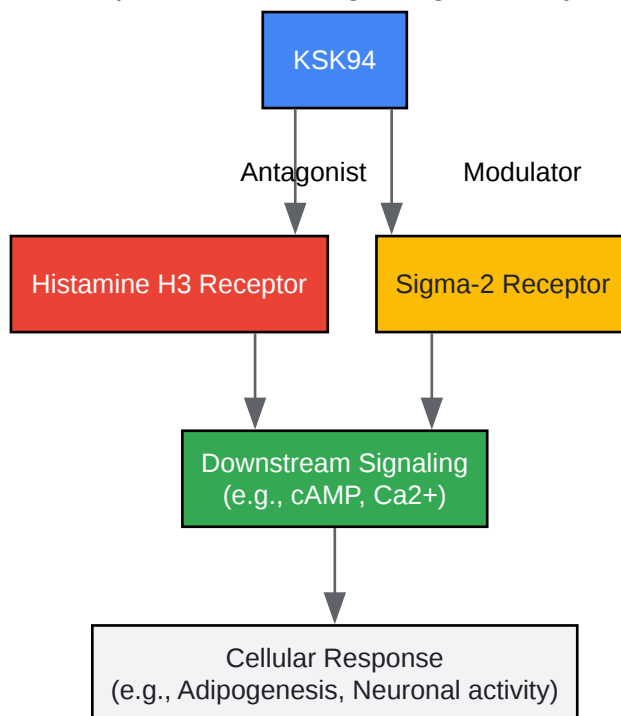 KSK94
Antagonist Modulator
Histamine H3 Receptor Sigma-2 Receptor
Downstream Signaling
(e.g., cAMP, Ca2+)
Cellular Response
(e.g., Adipogenesis, Neuronal activity)